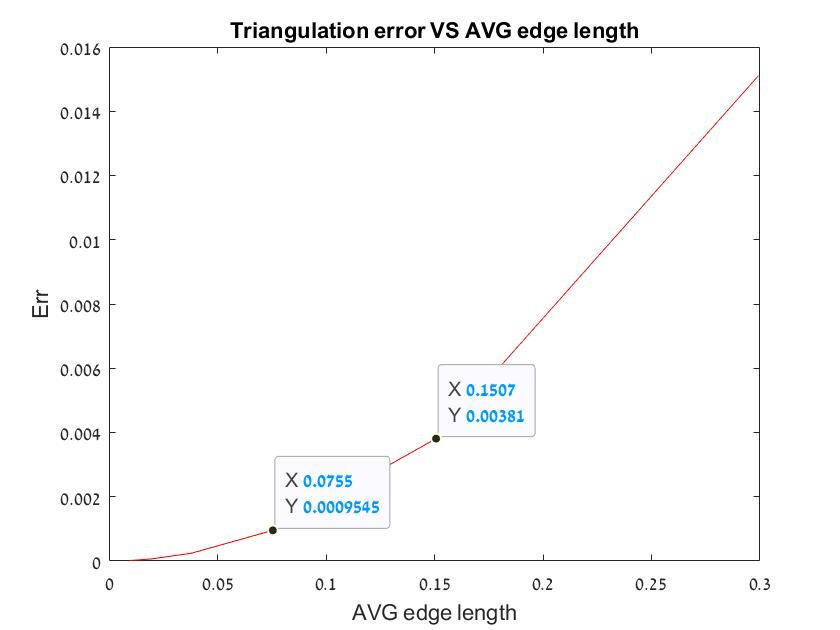 Triangulation error VS AVG edge length
0.016
0.014
0.012
0.01
0.008
0.006
0.004
0.002
0
Err
X 0.1507
Y 0.00381
X 0.0755
Y 0.0009545
0 0.05 0.1 0.15 0.2 0.25 0.3
AVG edge length